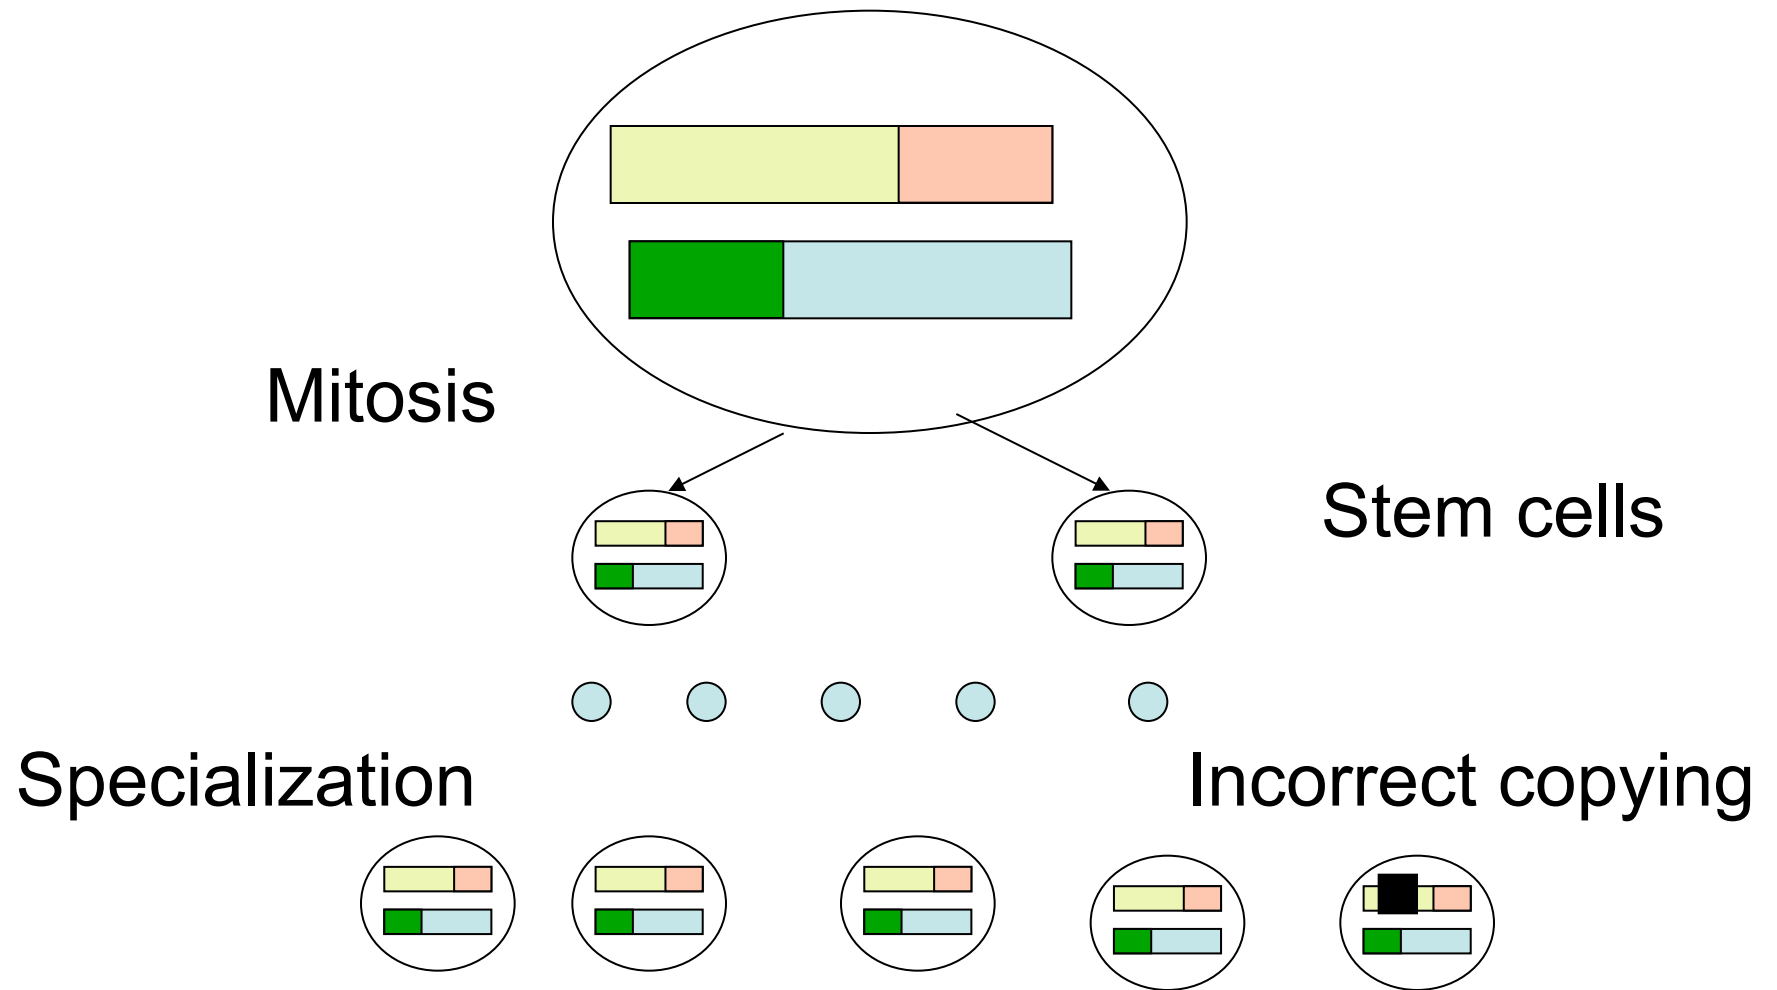 Mitosis
Stem cells
Specialization
Incorrect copying